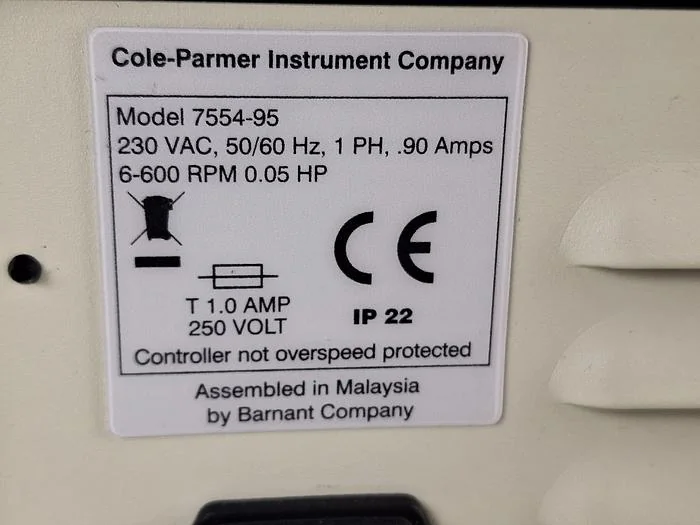 Cole-Parmer Instrument Company
Model 7554-95
230 VAC, 50/60 Hz, 1 PH, .90 Amps
6-600 RPM 0.05 HP
CE
T 1.0 AMP
250 VOLT
IP 22
Controller not overspeed protected
Assembled in Malaysia
by Barnant Company